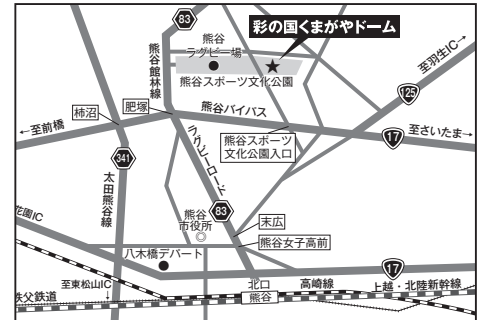 83
彩の国くまがやドーム
熊谷
ラグビー場
熊谷館林線
熊谷スポーツ文化公園
至羽生IC→
125
柿沼
肥塚
熊谷バイパス
←至前橋
17
至さいたま→
熊谷スポーツ
文化公園入口
ラグビーロード
341
太田熊谷線
熊谷
市役所
83
末広
熊谷女子高前
花園IC
八木橋デパート
17
至東松山IC
↓
北口
高崎線
上越・北陸新幹線
秩父鉄道
熊谷